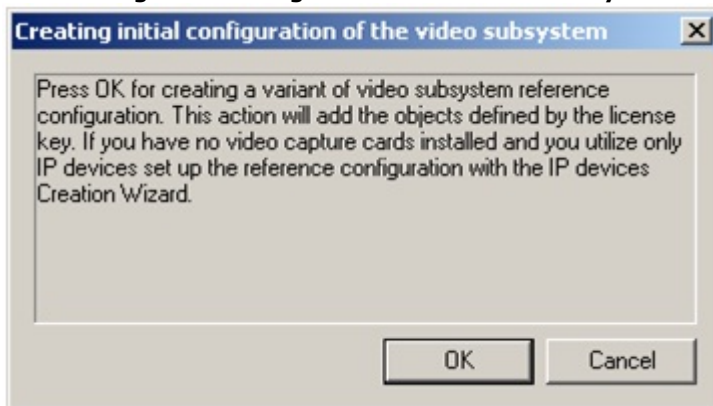 Creating initial configuration of the video subsystem
Press OK for creating a variant of video subsystem reference
configuration. This action will add the objects defined by the license
key. If you have no video capture cards installed and you utilize only
IP devices set up the reference configuration with the IP devices
Creation Wizard.
OK Cancel